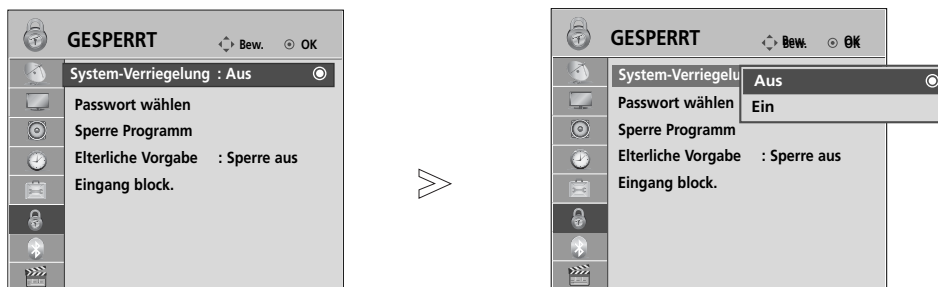 GESPERRT Bew. OK
System-Verriegelung : Aus
Passwort wählen
Sperre Programm
Elterliche Vorgabe : Sperre aus
Eingang block.
GESPERRT Bew. OK
System-Verriegelu
Aus
Passwort wählen
Ein
Sperre Programm
Elterliche Vorgabe : Sperre aus
Eingang block.